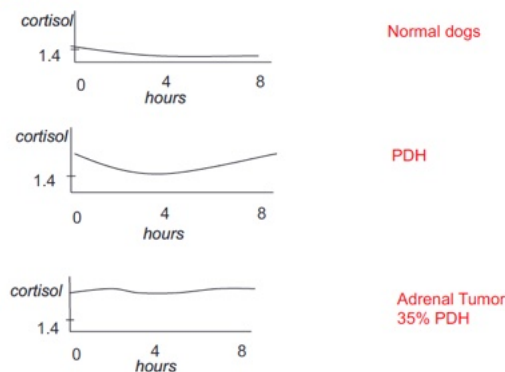 cortisol
Normal dogs
1.4
0 4 8
hours
cortisol
PDH
1.4
0 4 8
hours
cortisol
Adrenal Tumor
35% PDH
1.4
0 4 8
hours